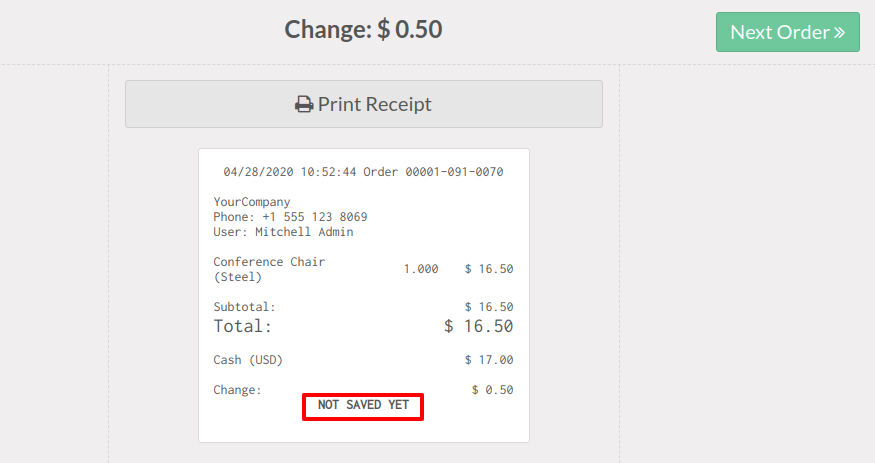 Change: $ 0.50
Next Order »
Print Receipt
04/28/2020 10:52:44 Order 00001-091-0070
YourCompany
Phone: +1 555 123 8069
User: Mitchell Admin
Conference Chair 1.000 $ 16.50
(Steel)
Subtotal: $ 16.50
Total: $ 16.50
Cash (USD) $ 17.00
Change: $ 0.50
NOT SAVED YET